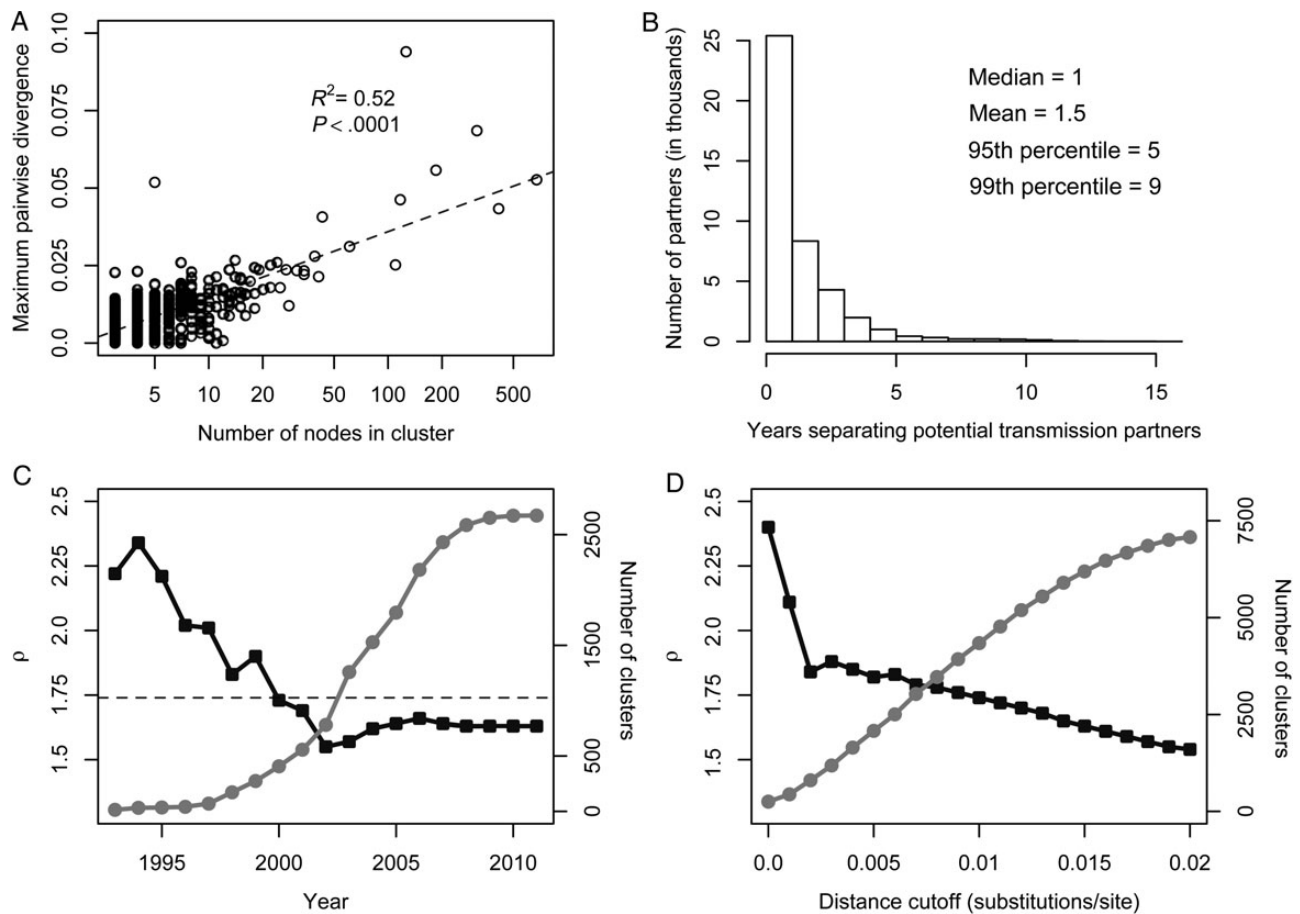 A
Maximum pairwise divergence
0.0 0.025 0.05 0.075 0.10
R2= 0.52
P < .0001
5 10 20 50 100 200 500
Number of nodes in cluster
B
Number of partners (in thousands)
0 5 10 15 20 25
Median = 1
Mean = 1.5
95th percentile = 5
99th percentile = 9
0 5 10 15
Years separating potential transmission partners
C
ρ
1.5 1.75 2.0 2.25 2.5
0 500 1500 2500
Number of clusters
1995 2000 2005 2010
Year
D
ρ
1.5 1.75 2.0 2.25 2.5
0 2500 5000 7500
Number of clusters
0.0 0.005 0.01 0.015 0.02
Distance cutoff (substitutions/site)